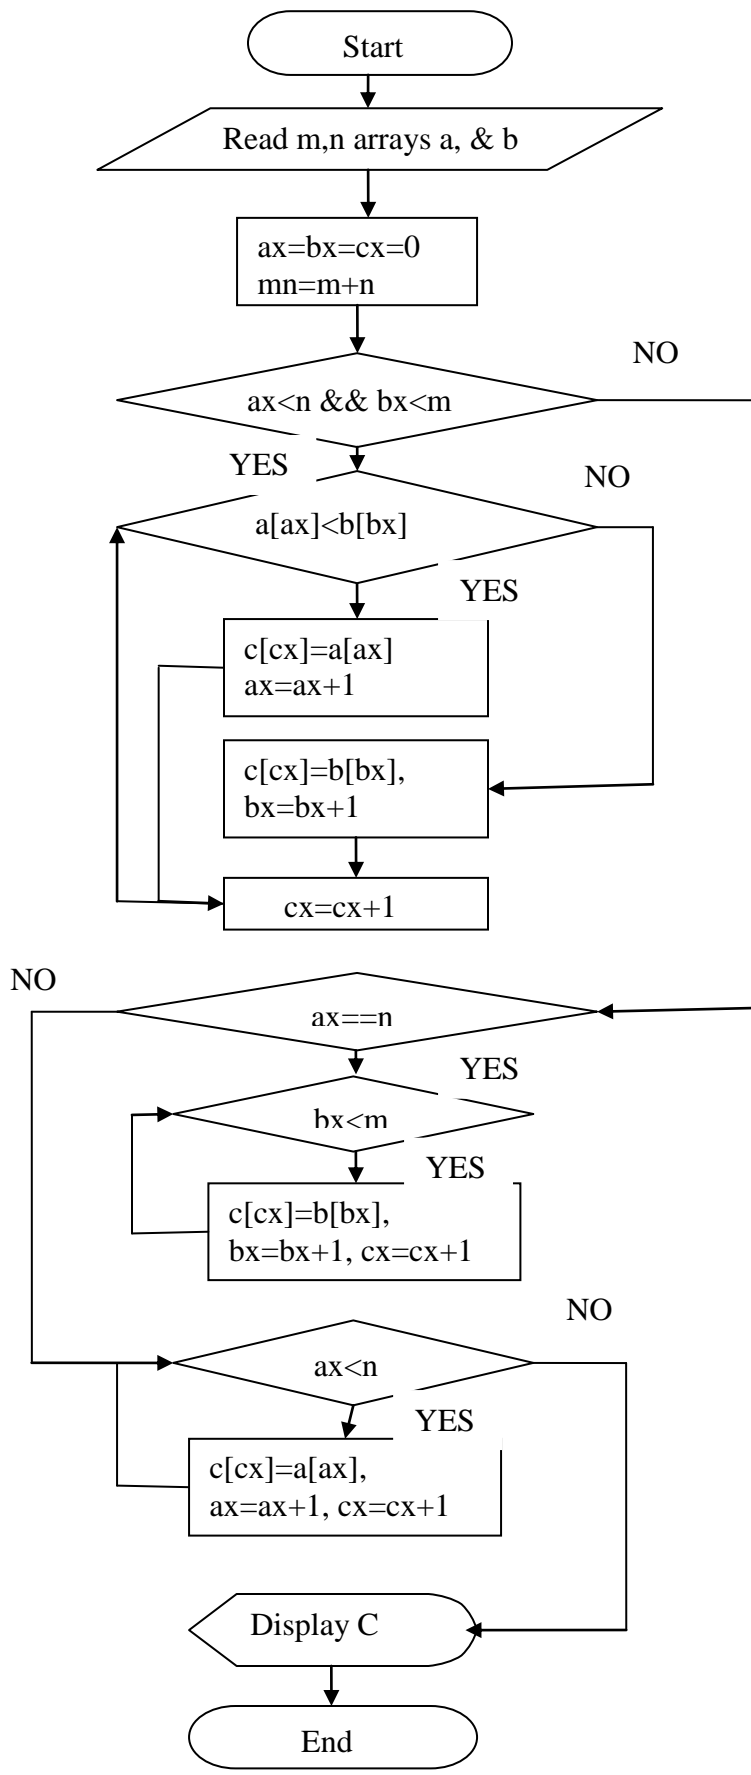 Start
Read m,n arrays a, & b
ax=bx=cx=0
mn=m+n
NO
ax<n && bx<m
YES
NO
a[ax]<b[bx]
YES
c[cx]=a[ax]
ax=ax+1
c[cx]=b[bx],
bx=bx+1
cx=cx+1
NO
ax==n
YES
bx<m
YES
c[cx]=b[bx],
bx=bx+1, cx=cx+1
NO
ax<n
YES
c[cx]=a[ax],
ax=ax+1, cx=cx+1
Display C
End